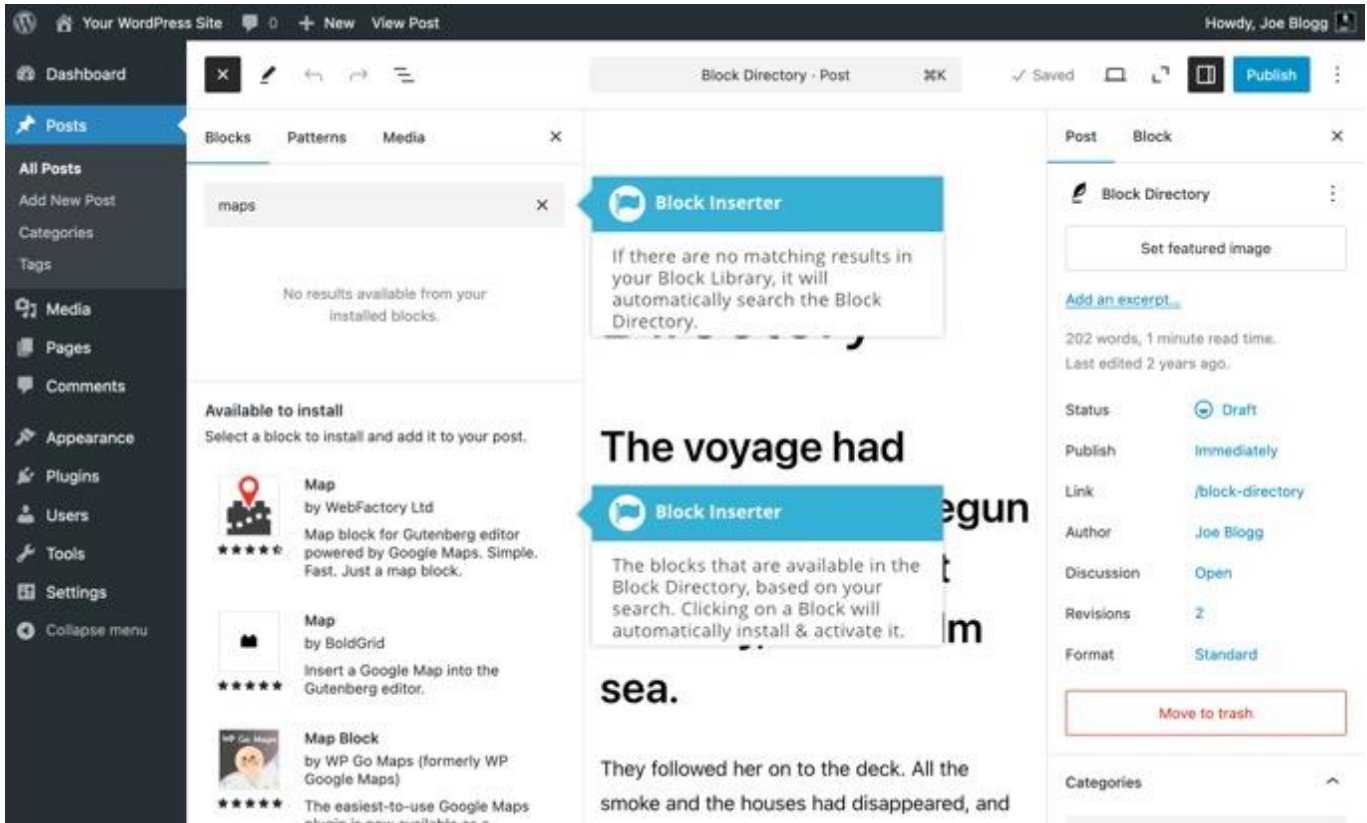 Your WordPress Site 0 + New View Post Howdy, Joe Blogg
Dashboard
Posts
All Posts
Add New Post
Categories
Tags
Media
Pages
Comments
Appearance
Plugins
Users
Tools
Settings
Collapse menu
Block Directory · Post ⌘K Saved Publish
Blocks Patterns Media
maps
No results available from your
installed blocks.
Available to install
Select a block to install and add it to your post.
Map
by WebFactory Ltd
Map block for Gutenberg editor
powered by Google Maps. Simple.
Fast. Just a map block.
Map
by BoldGrid
Insert a Google Map into the
Gutenberg editor.
WP Go Maps
Map Block
by WP Go Maps (formerly WP
Google Maps)
The easiest-to-use Google Maps
Block Inserter
If there are no matching results in
your Block Library, it will
automatically search the Block
Directory.
The voyage had
egun
Block Inserter
The blocks that are available in the
Block Directory, based on your
search. Clicking on a Block will
automatically install & activate it.
lm
sea.
They followed her on to the deck. All the
smoke and the houses had disappeared, and
Post Block
Block Directory
Set featured image
Add an excerpt...
202 words, 1 minute read time.
Last edited 2 years ago.
Status Draft
Publish Immediately
Link /block-directory
Author Joe Blogg
Discussion Open
Revisions 2
Format Standard
Move to trash
Categories